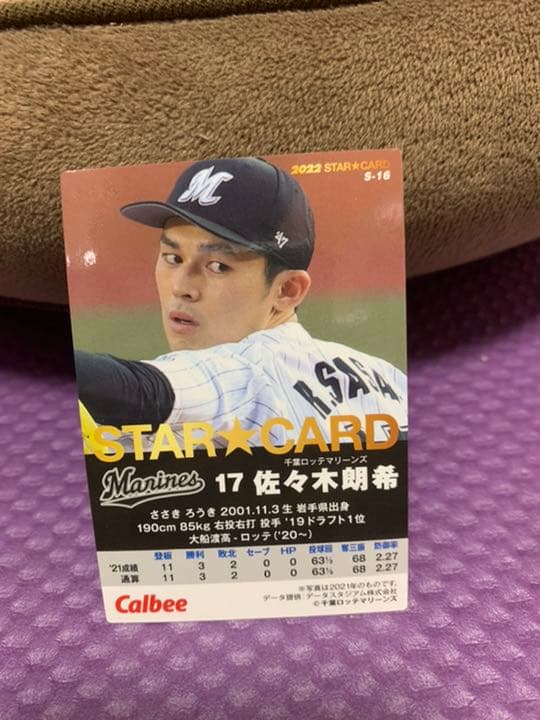 2022 STAR★CARD
S-16
M
47
R.SASA
STAR★CARD
千葉ロッテマリーンズ
Marines 17 佐々木朗希
ささき ろうき 2001.11.3生 岩手県出身
190cm 85kg 右投右打 投手 '19ドラフト1位
大船渡高-ロッテ('20~)
登板 勝利 敗北 セーブ HP 投球回 奪三振 防御率
'21成績 11 3 2 0 0 63⅓ 68 2.27
通算 11 3 2 0 0 63⅓ 68 2.27
※写真は2021年のものです。
Calbee データ提供:データスタジアム株式会社
©千葉ロッテマリーンズ